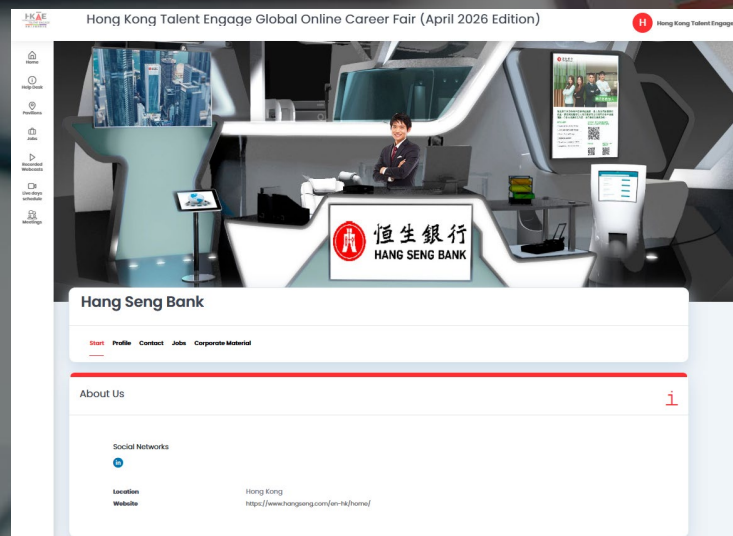 HKTE
Hong Kong Talent Engage Global Online Career Fair (April 2026 Edition)
H
Hong Kong Talent Engage
Home
Help Desk
Pavilions
Jobs
Recorded Webcasts
Live days schedule
Meetings
恒生銀行
HANG SENG BANK
Hang Seng Bank
Start Profile Contact Jobs Corporate Material
About Us
i
Social Networks
in
Location Hong Kong
Website https://www.hangseng.com/en-hk/home/